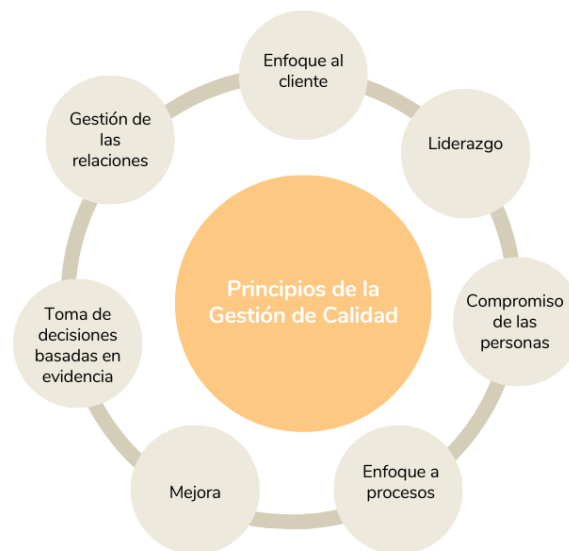 Enfoque al
cliente
Liderazgo
Compromiso
de las
personas
Enfoque a
procesos
Mejora
Toma de
decisiones
basadas en
evidencia
Gestión de
las
relaciones
Principios de la
Gestión de Calidad